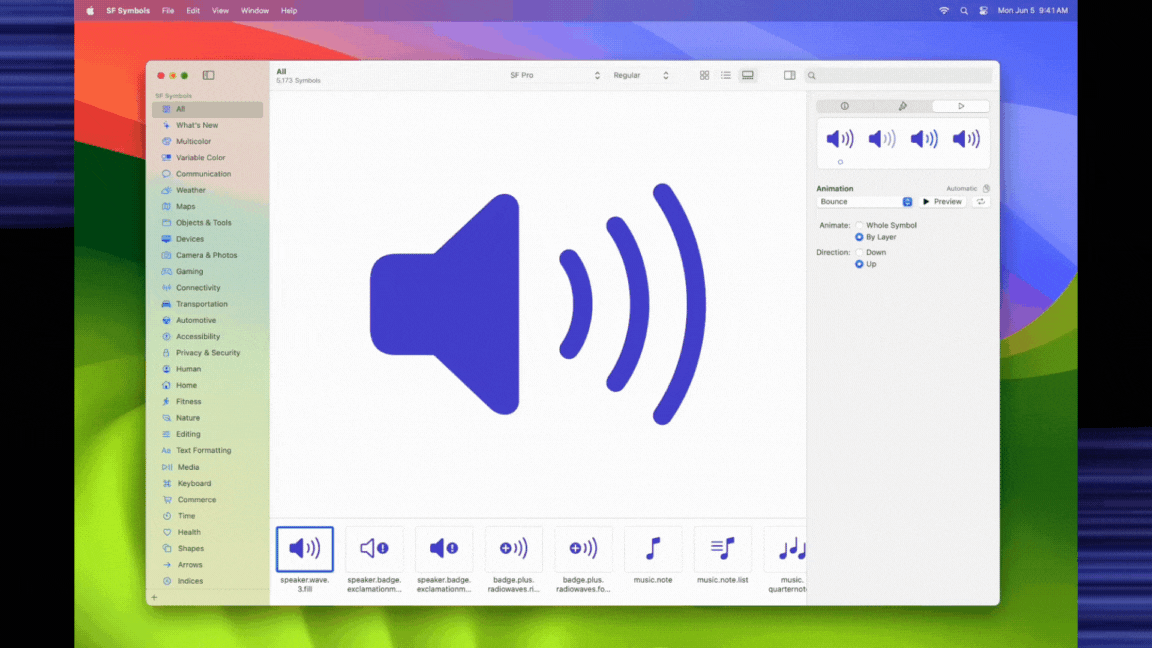 SF Symbols File Edit View Window Help
Mon Jun 5 9:41 AM
All
5,173 Symbols
SF Pro
Regular
SF Symbols
All
What's New
Multicolor
Variable Color
Communication
Weather
Maps
Objects & Tools
Devices
Camera & Photos
Gaming
Connectivity
Transportation
Automotive
Accessibility
Privacy & Security
Human
Home
Fitness
Nature
Editing
Text Formatting
Media
Keyboard
Commerce
Time
Health
Shapes
Arrows
Indices
Animation
Automatic
Bounce
Preview
Animate: Whole Symbol
By Layer
Direction: Down
Up
speaker.wave.
3.fill
speaker.badge.
exclamationm...
speaker.badge.
exclamationm...
badge.plus.
radiowaves.ri...
badge.plus.
radiowaves.fo...
music.note
music.note.list
music.
quarternot